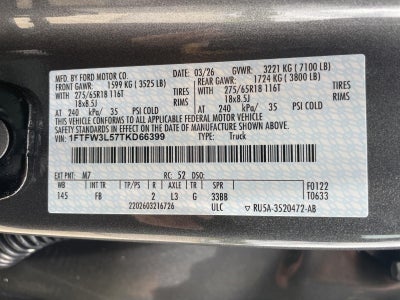 MFD. BY FORD MOTOR CO. 03/26 GVWR: 3221 KG (7100 LB)
FRONT GAWR: 1599 KG (3525 LB) REAR GAWR: 1724 KG (3800 LB)
WITH WITH
275/65R18 116T TIRES 275/65R18 116T TIRES
18x8.5J RIMS 18x8.5J RIMS
AT 240 kPa/ 35 PSI COLD AT 240 kPa/ 35 PSI COLD
THIS VEHICLE CONFORMS TO ALL APPLICABLE FEDERAL MOTOR VEHICLE SAFETY
AND THEFT PREVENTION STANDARDS IN EFFECT ON THE DATE OF MANUFACTURE SHOWN ABOVE.
VIN: 1FTFW3L57TKD66399 TYPE: Truck
EXT PNT: M7 RC: 52 DSO:
WB INT TR TP/PS R AXLE TR SPR F0122
145 FB 2 L3 G 33BB T0633
2202603216726 ULC RU5A-3520472-AB